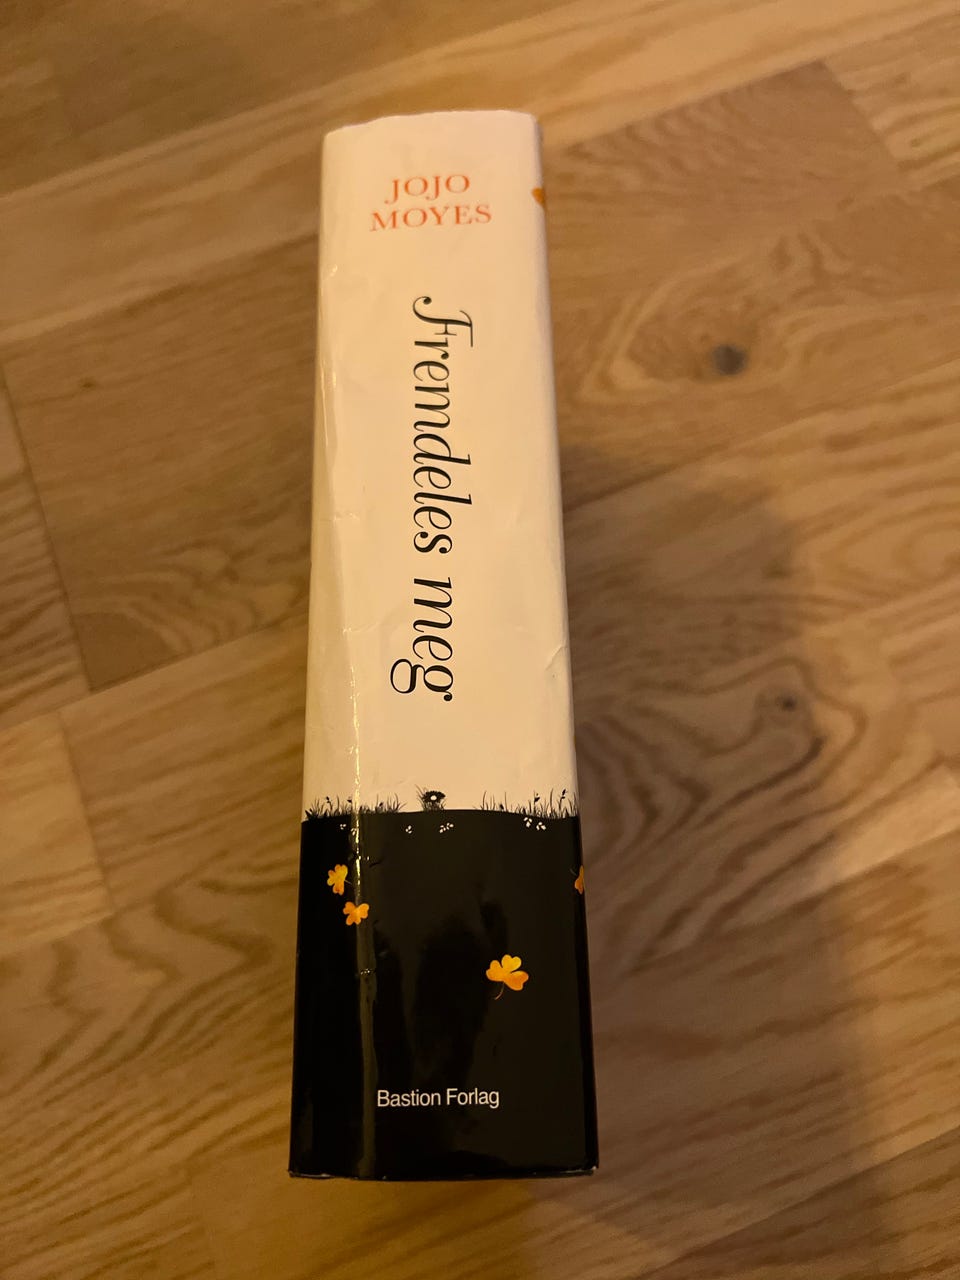 JOJO
MOYES
Fremdeles meg
Bastion Forlag